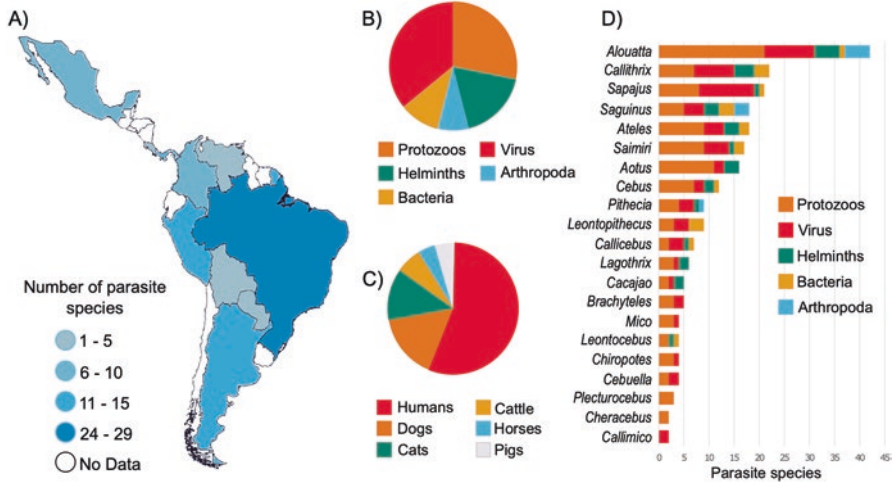 A)
Number of parasite
species
1 - 5
6 - 10
11 - 15
24 - 29
No Data
B)
Protozoos
Virus
Helminths
Arthropoda
Bacteria
C)
Humans
Cattle
Dogs
Horses
Cats
Pigs
D)
Alouatta
Callithrix
Sapajus
Saguinus
Ateles
Saimiri
Aotus
Cebus
Pithecia
Leontopithecus
Callicebus
Lagothrix
Cacajao
Brachyteles
Mico
Leontocebus
Chiropotes
Cebuella
Plecturocebus
Cheracebus
Callimico
Protozoos
Virus
Helminths
Bacteria
Arthropoda
0 5 10 15 20 25 30 35 40 45
Parasite species